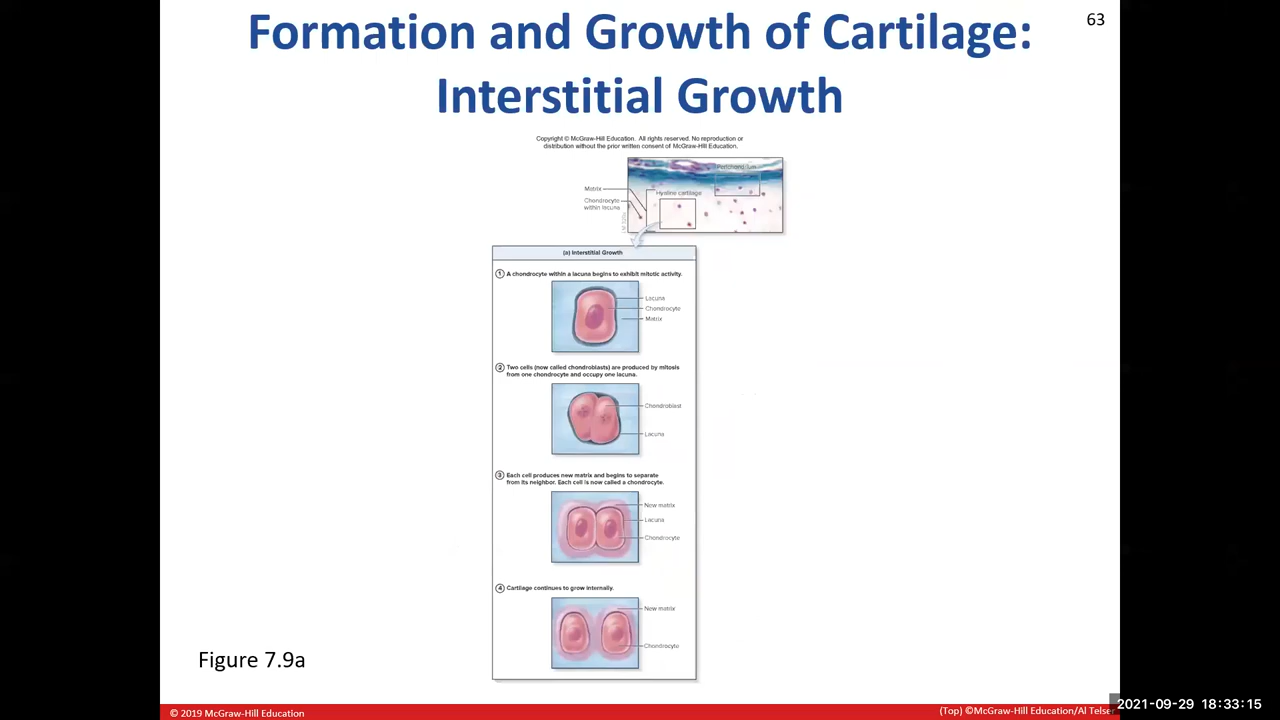 Formation and Growth of Cartilage:
Interstitial Growth
63
Copyright © McGraw-Hill Education. All rights reserved. No reproduction or
distribution without the prior written consent of McGraw-Hill Education.
Perichondrium
Matrix
Hyaline cartilage
Chondrocyte
within lacuna
(a) Interstitial Growth
1 A chondrocyte within a lacuna begins to exhibit mitotic activity.
Lacuna
Chondrocyte
Matrix
2 Two cells (now called chondroblasts) are produced by mitosis
from one chondrocyte and occupy one lacuna.
Chondroblast
Lacuna
3 Each cell produces new matrix and begins to separate
from its neighbor. Each cell is now called a chondrocyte.
New matrix
Lacuna
Chondrocyte
4 Cartilage continues to grow internally.
New matrix
Chondrocyte
Figure 7.9a
© 2019 McGraw-Hill Education
(Top) ©McGraw-Hill Education/Al Telser
2021-09-29 18:33:15